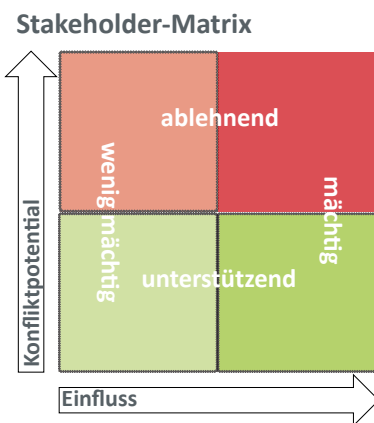 Stakeholder-Matrix
ablehnend
wenig mächtig
mächtig
unterstützend
Konfliktpotential
Einfluss